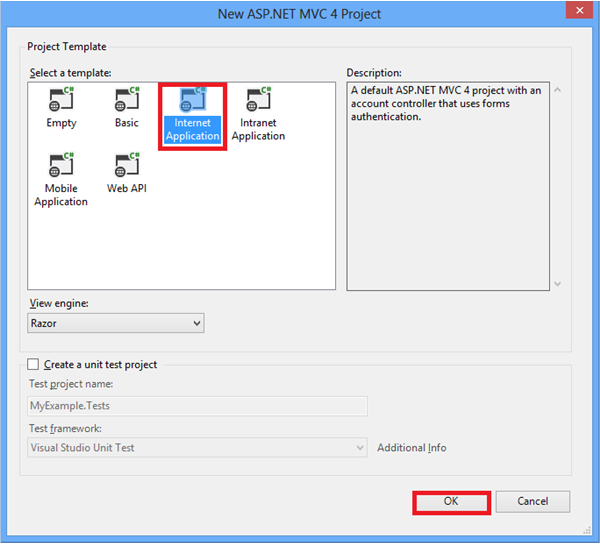 New ASP.NET MVC 4 Project
Project Template
Select a template:
Description:
C# C# C# C#
Empty Basic Internet Application Intranet Application
A default ASP.NET MVC 4 project with an
account controller that uses forms
authentication.
C# C#
Mobile Application Web API
View engine:
Razor
Create a unit test project
Test project name:
MyExample.Tests
Test framework:
Visual Studio Unit Test
Additional Info
OK
Cancel